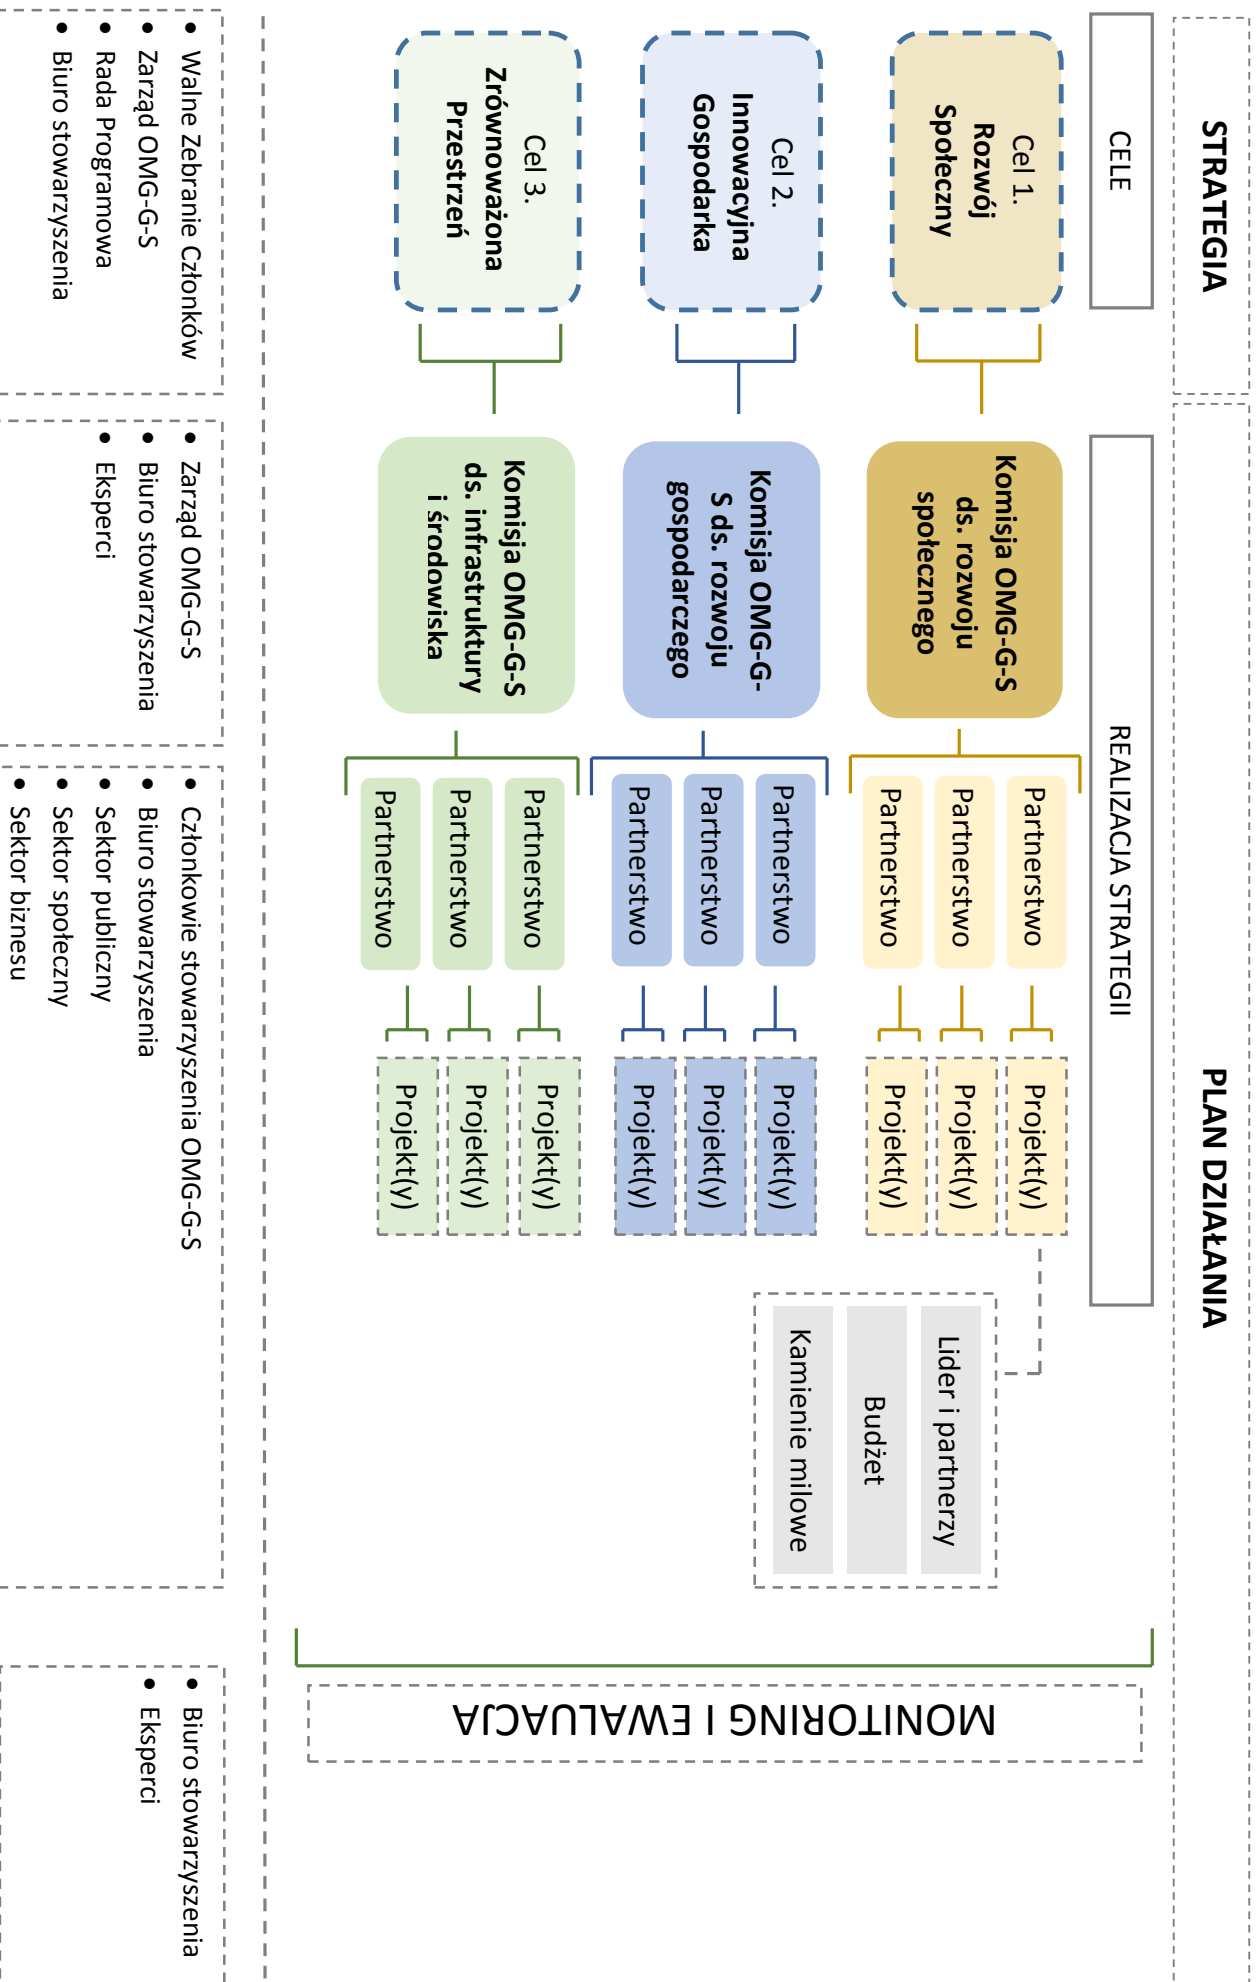 STRATEGIA
PLAN DZIAŁANIA
CELE
REALIZACJA STRATEGII
Cel 1.
Rozwój
Społeczny
Komisja OMG-G-S
ds. rozwoju
społecznego
Partnerstwo
Partnerstwo
Partnerstwo
Projekt(y)
Projekt(y)
Projekt(y)
Lider i partnerzy
Budżet
Kamienie milowe
Cel 2.
Innowacyjna
Gospodarka
Komisja OMG-G-
S ds. rozwoju
gospodarczego
Partnerstwo
Partnerstwo
Partnerstwo
Projekt(y)
Projekt(y)
Projekt(y)
Cel 3.
Zrównoważona
Przestrzeń
Komisja OMG-G-S
ds. infrastruktury
i środowiska
Partnerstwo
Partnerstwo
Partnerstwo
Projekt(y)
Projekt(y)
Projekt(y)
MONITORING I EWALUACJA
• Walne Zebranie Członków
• Zarząd OMG-G-S
• Rada Programowa
• Biuro stowarzyszenia
• Zarząd OMG-G-S
• Biuro stowarzyszenia
• Eksperci
• Członkowie stowarzyszenia OMG-G-S
• Biuro stowarzyszenia
• Sektor publiczny
• Sektor społeczny
• Sektor biznesu
• Biuro stowarzyszenia
• Eksperci